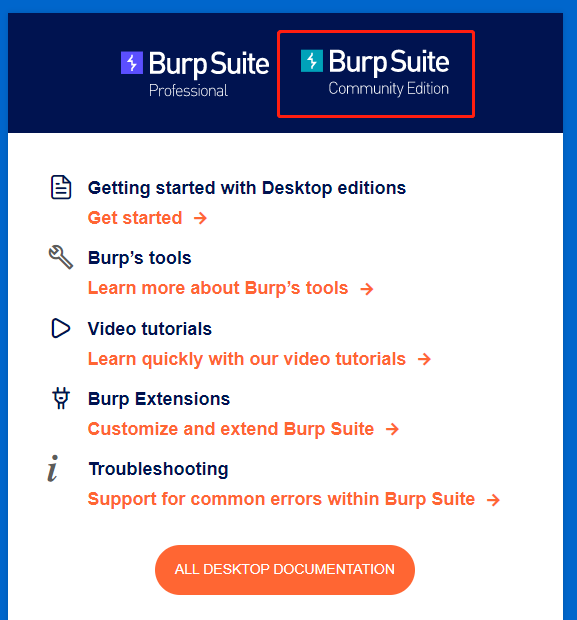 Burp Suite
Professional
Burp Suite
Community Edition
Getting started with Desktop editions
Get started →
Burp's tools
Learn more about Burp's tools →
Video tutorials
Learn quickly with our video tutorials →
Burp Extensions
Customize and extend Burp Suite →
Troubleshooting
Support for common errors within Burp Suite →
ALL DESKTOP DOCUMENTATION